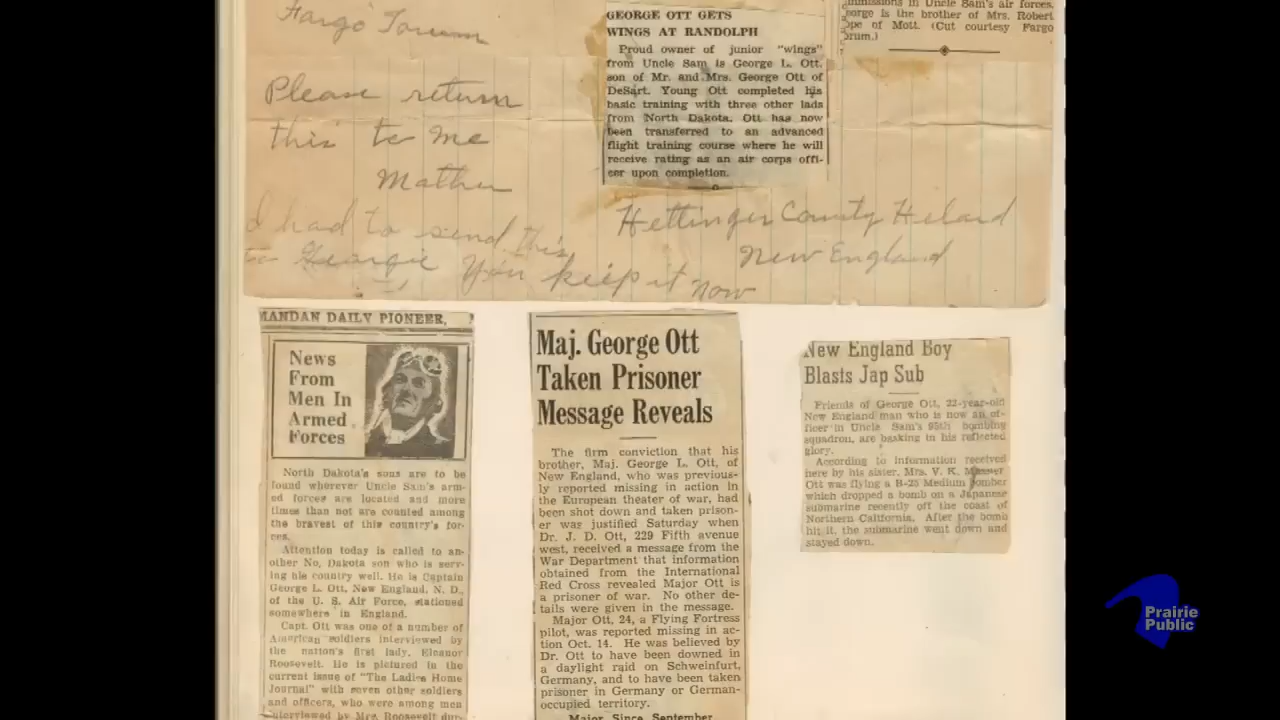 Fargo Forum
Please return
this to me
Mother
I had to send this
to Georgie You keep it now
GEORGE OTT GETS
WINGS AT RANDOLPH
Proud owner of junior "wings"
from Uncle Sam is George L. Ott,
son of Mr. and Mrs. George Ott of
DeSart. Young Ott completed his
basic training with three other lads
from North Dakota. Ott has now
been transferred to an advanced
flight training course where he will
receive rating as an air corps offi-
cer upon completion.
Hettinger County Helard
New England
in Uncle Sam's air forces.
George is the brother of Mrs. Robert
of Mott. (Cut courtesy Fargo
Forum.)
MANDAN DAILY PIONEER,
News
From
Men In
Armed
Forces
North Dakota's sons are to be
found wherever Uncle Sam's arm-
ed forces are located and more
times than not are counted among
the bravest of this country's for-
ces.
Attention today is called to an-
other No. Dakota son who is serv-
ing his country well. He is Captain
George L. Ott, New England, N. D.,
of the U. S. Air Force, stationed
somewhere in England.
Capt. Ott was one of a number of
American soldiers interviewed by
the nation's first lady, Eleanor
Roosevelt. He is pictured in the
current issue of "The Ladies Home
Journal" with seven other soldiers
and officers, who were among men
interviewed by Mrs. Roosevelt dur-
Maj. George Ott
Taken Prisoner
Message Reveals
The firm conviction that his
brother, Maj. George L. Ott, of
New England, who was previous-
ly reported missing in action in
the European theater of war, had
been shot down and taken prison-
er was justified Saturday when
Dr. J. D. Ott, 229 Fifth avenue
west, received a message from the
War Department that information
obtained from the International
Red Cross revealed Major Ott is
a prisoner of war. No other de-
tails were given in the message.
Major Ott, 24, a Flying Fortress
pilot, was reported missing in ac-
tion Oct. 14. He was believed by
Dr. Ott to have been downed in
a daylight raid on Schweinfurt,
Germany, and to have been taken
prisoner in Germany or German-
occupied territory.
Major Since September
New England Boy
Blasts Jap Sub
Friends of George Ott, 22-year-old
New England man who is now an of-
ficer in Uncle Sam's 95th bombing
squadron, are basking in his reflected
glory.
According to information received
here by his sister, Mrs. V. K.
Ott was flying a B-25 Medium bomber
which dropped a bomb on a Japanese
submarine recently off the coast of
Northern California. After the bomb
hit it, the submarine went down and
stayed down.
Prairie
Public